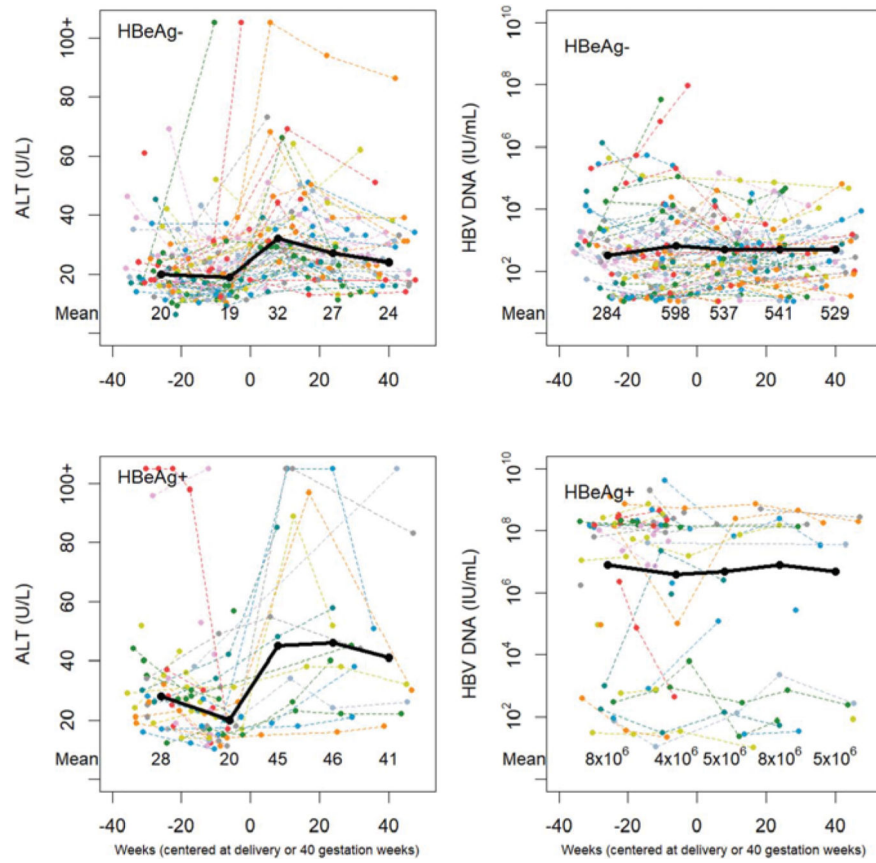 HBeAg-
ALT (U/L)
100+
80
60
40
20
Mean
20 19 32 27 24
-40 -20 0 20 40
HBeAg-
HBV DNA (IU/mL)
10^10
10^8
10^6
10^4
10^2
Mean
284 598 537 541 529
-40 -20 0 20 40
HBeAg+
ALT (U/L)
100+
80
60
40
20
Mean
28 20 45 46 41
-40 -20 0 20 40
Weeks (centered at delivery or 40 gestation weeks)
HBeAg+
HBV DNA (IU/mL)
10^10
10^8
10^6
10^4
10^2
Mean
8x10^6 4x10^6 5x10^6 8x10^6 5x10^6
-40 -20 0 20 40
Weeks (centered at delivery or 40 gestation weeks)